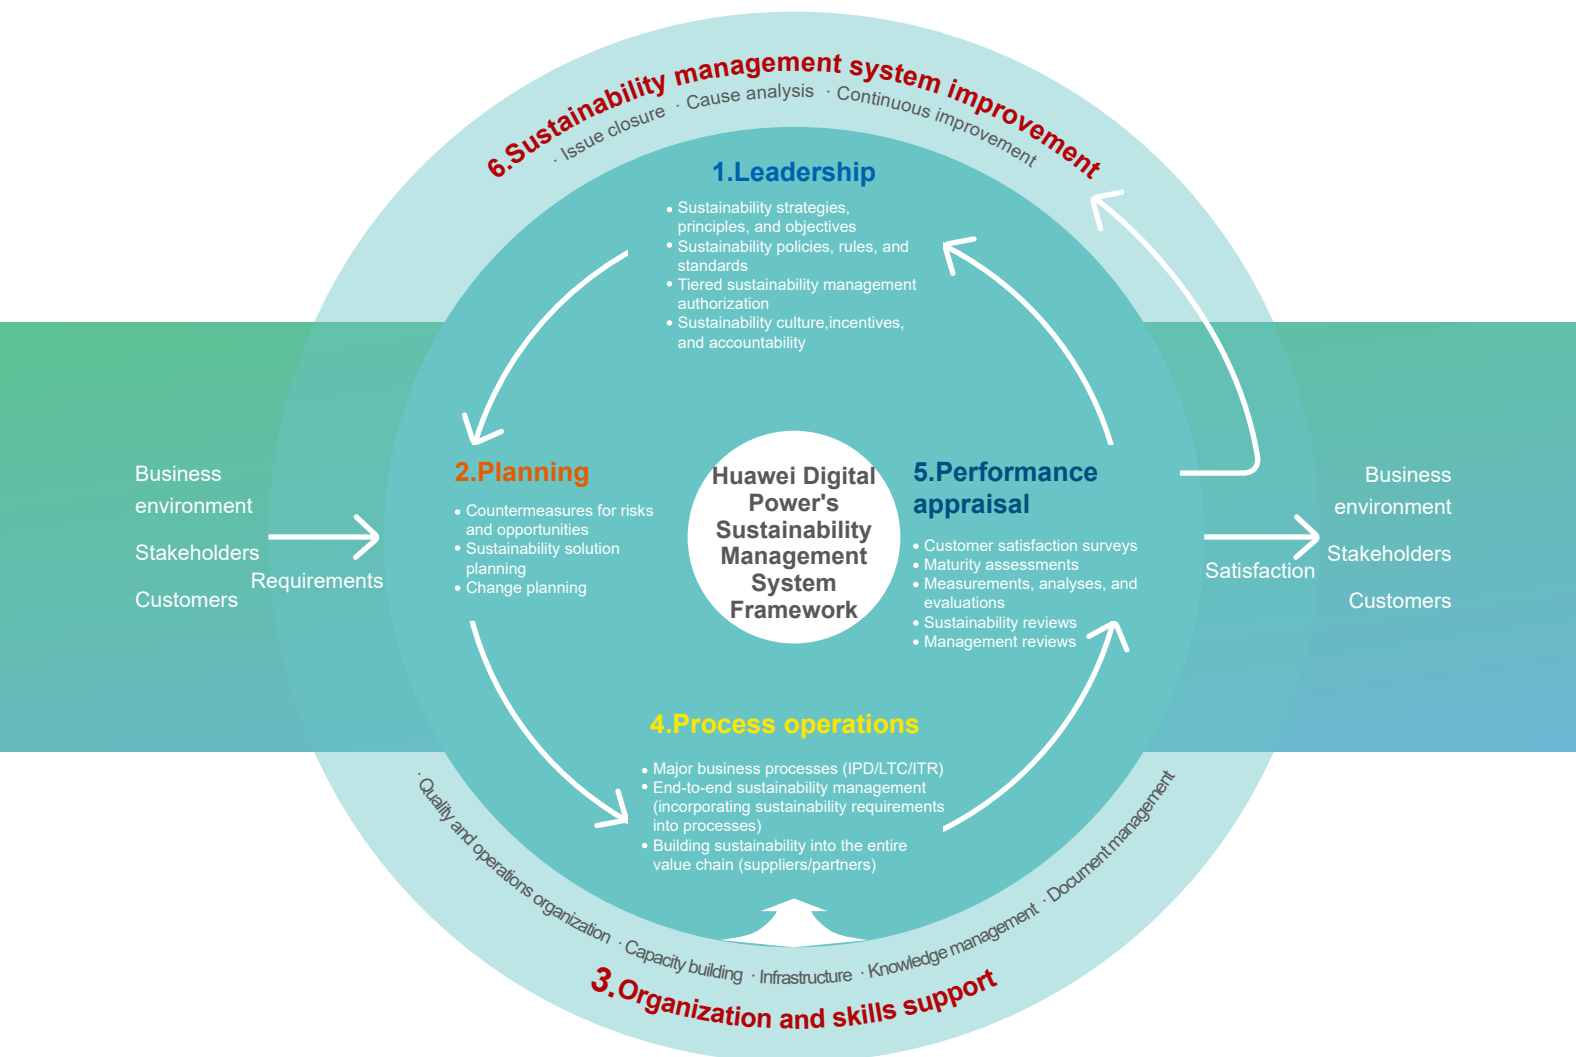 6.Sustainability management system improvement
· Issue closure · Cause analysis · Continuous improvement
1.Leadership
• Sustainability strategies,
principles, and objectives
• Sustainability policies, rules, and
standards
• Tiered sustainability management
authorization
• Sustainability culture,incentives,
and accountability
Business
environment
Stakeholders
Customers
Requirements
2.Planning
• Countermeasures for risks
and opportunities
• Sustainability solution
planning
• Change planning
Huawei Digital
Power's
Sustainability
Management
System
Framework
5.Performance
appraisal
• Customer satisfaction surveys
• Maturity assessments
• Measurements, analyses, and
evaluations
• Sustainability reviews
• Management reviews
Satisfaction
Business
environment
Stakeholders
Customers
4.Process operations
• Major business processes (IPD/LTC/ITR)
• End-to-end sustainability management
(incorporating sustainability requirements
into processes)
• Building sustainability into the entire
value chain (suppliers/partners)
· Quality and operations organization · Capacity building · Infrastructure · Knowledge management · Document management
3.Organization and skills support